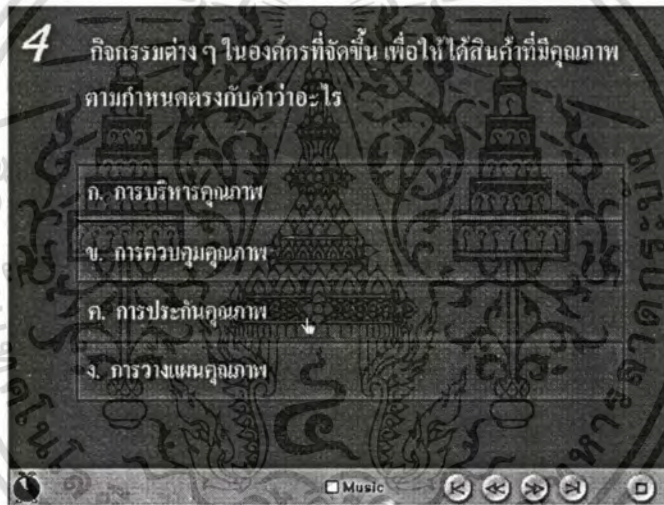 4
กิจกรรมต่าง ๆ ในองค์กรที่จัดขึ้น เพื่อให้ได้สินค้าที่มีคุณภาพ
ตามกำหนดตรงกับคำว่าอะไร
ก. การบริหารคุณภาพ
ข. การควบคุมคุณภาพ
ค. การประกันคุณภาพ
ง. การวางแผนคุณภาพ
Music